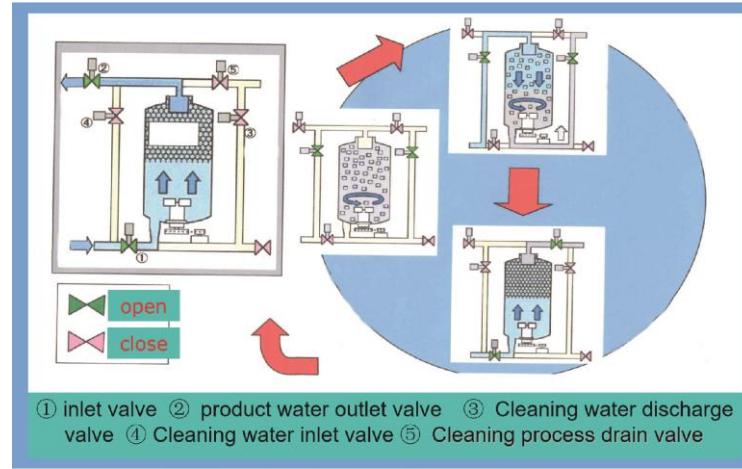 ②
⑤
④
③
①
open
close
① inlet valve ② product water outlet valve ③ Cleaning water discharge
valve ④ Cleaning water inlet valve ⑤ Cleaning process drain valve